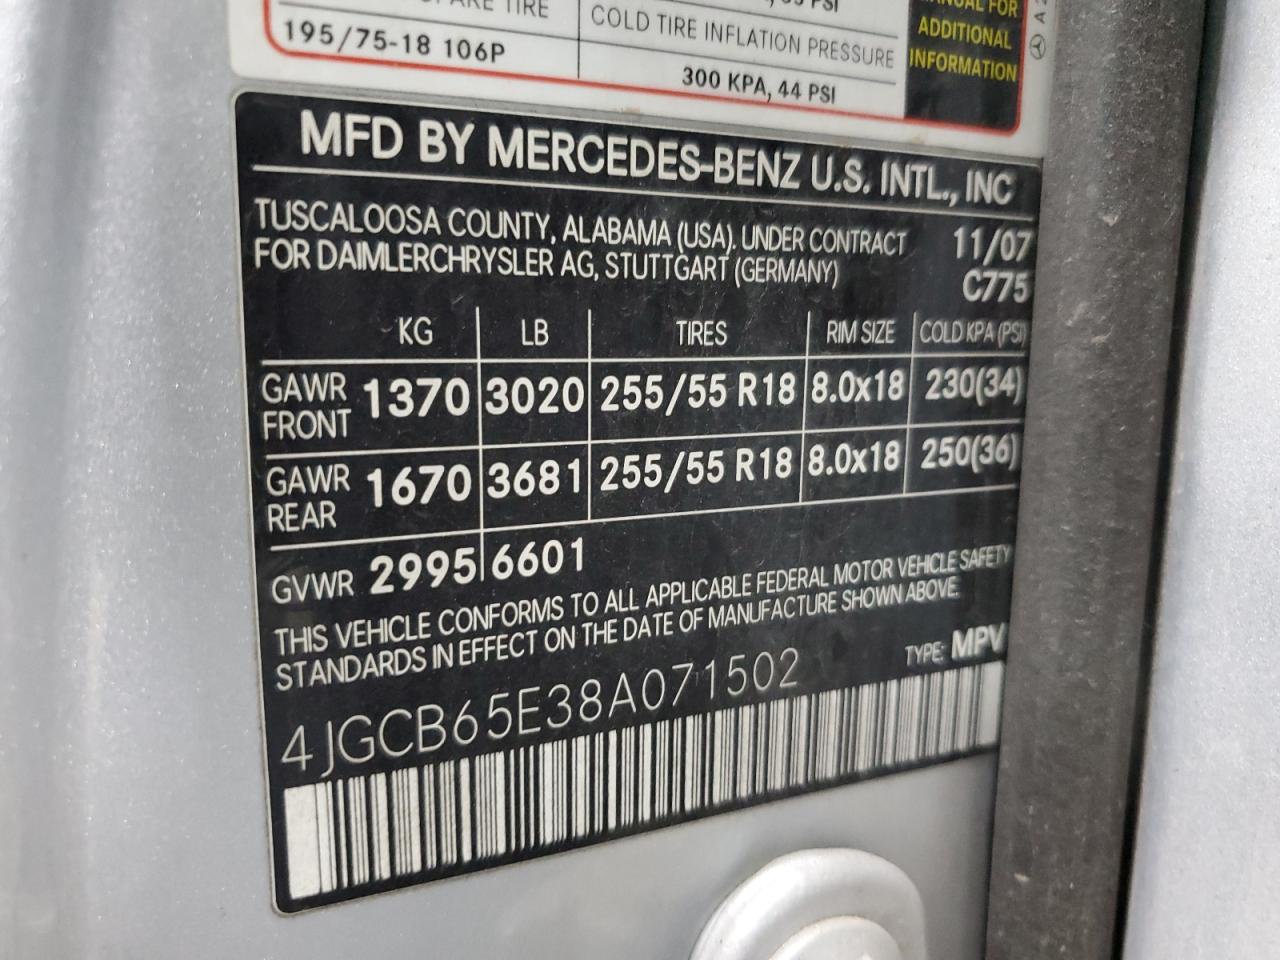 TIRE
COLD TIRE INFLATION PRESSURE
195/75-18 106P
300 KPA, 44 PSI
PSI
FOR
ADDITIONAL
INFORMATION
MFD BY MERCEDES-BENZ U.S. INTL., INC
TUSCALOOSA COUNTY, ALABAMA (USA). UNDER CONTRACT 11/07
FOR DAIMLERCHRYSLER AG, STUTTGART (GERMANY) C775
KG LB TIRES RIM SIZE COLD KPA (PSI)
GAWR FRONT 1370 3020 255/55 R18 8.0x18 230(34)
GAWR REAR 1670 3681 255/55 R18 8.0x18 250(36)
GVWR 2995 6601
THIS VEHICLE CONFORMS TO ALL APPLICABLE FEDERAL MOTOR VEHICLE SAFETY
STANDARDS IN EFFECT ON THE DATE OF MANUFACTURE SHOWN ABOVE.
TYPE: MPV
4JGCB65E38A071502